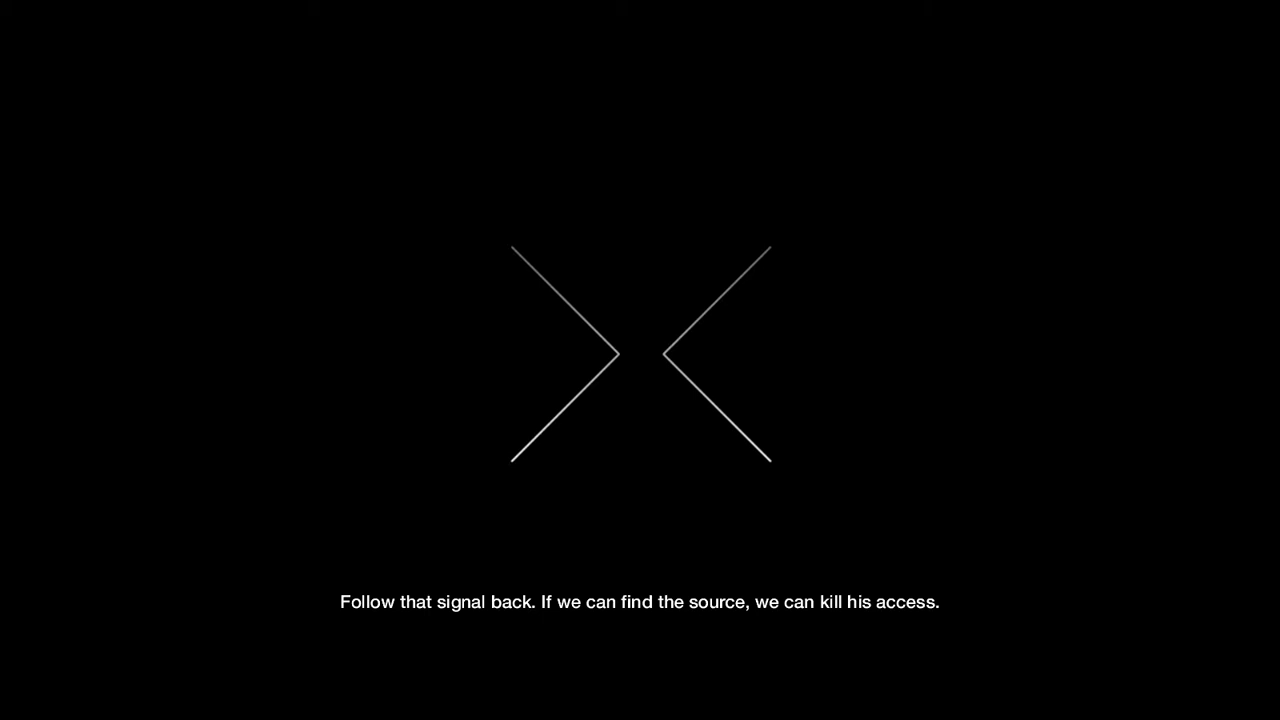 Follow that signal back. If we can find the source, we can kill his access.